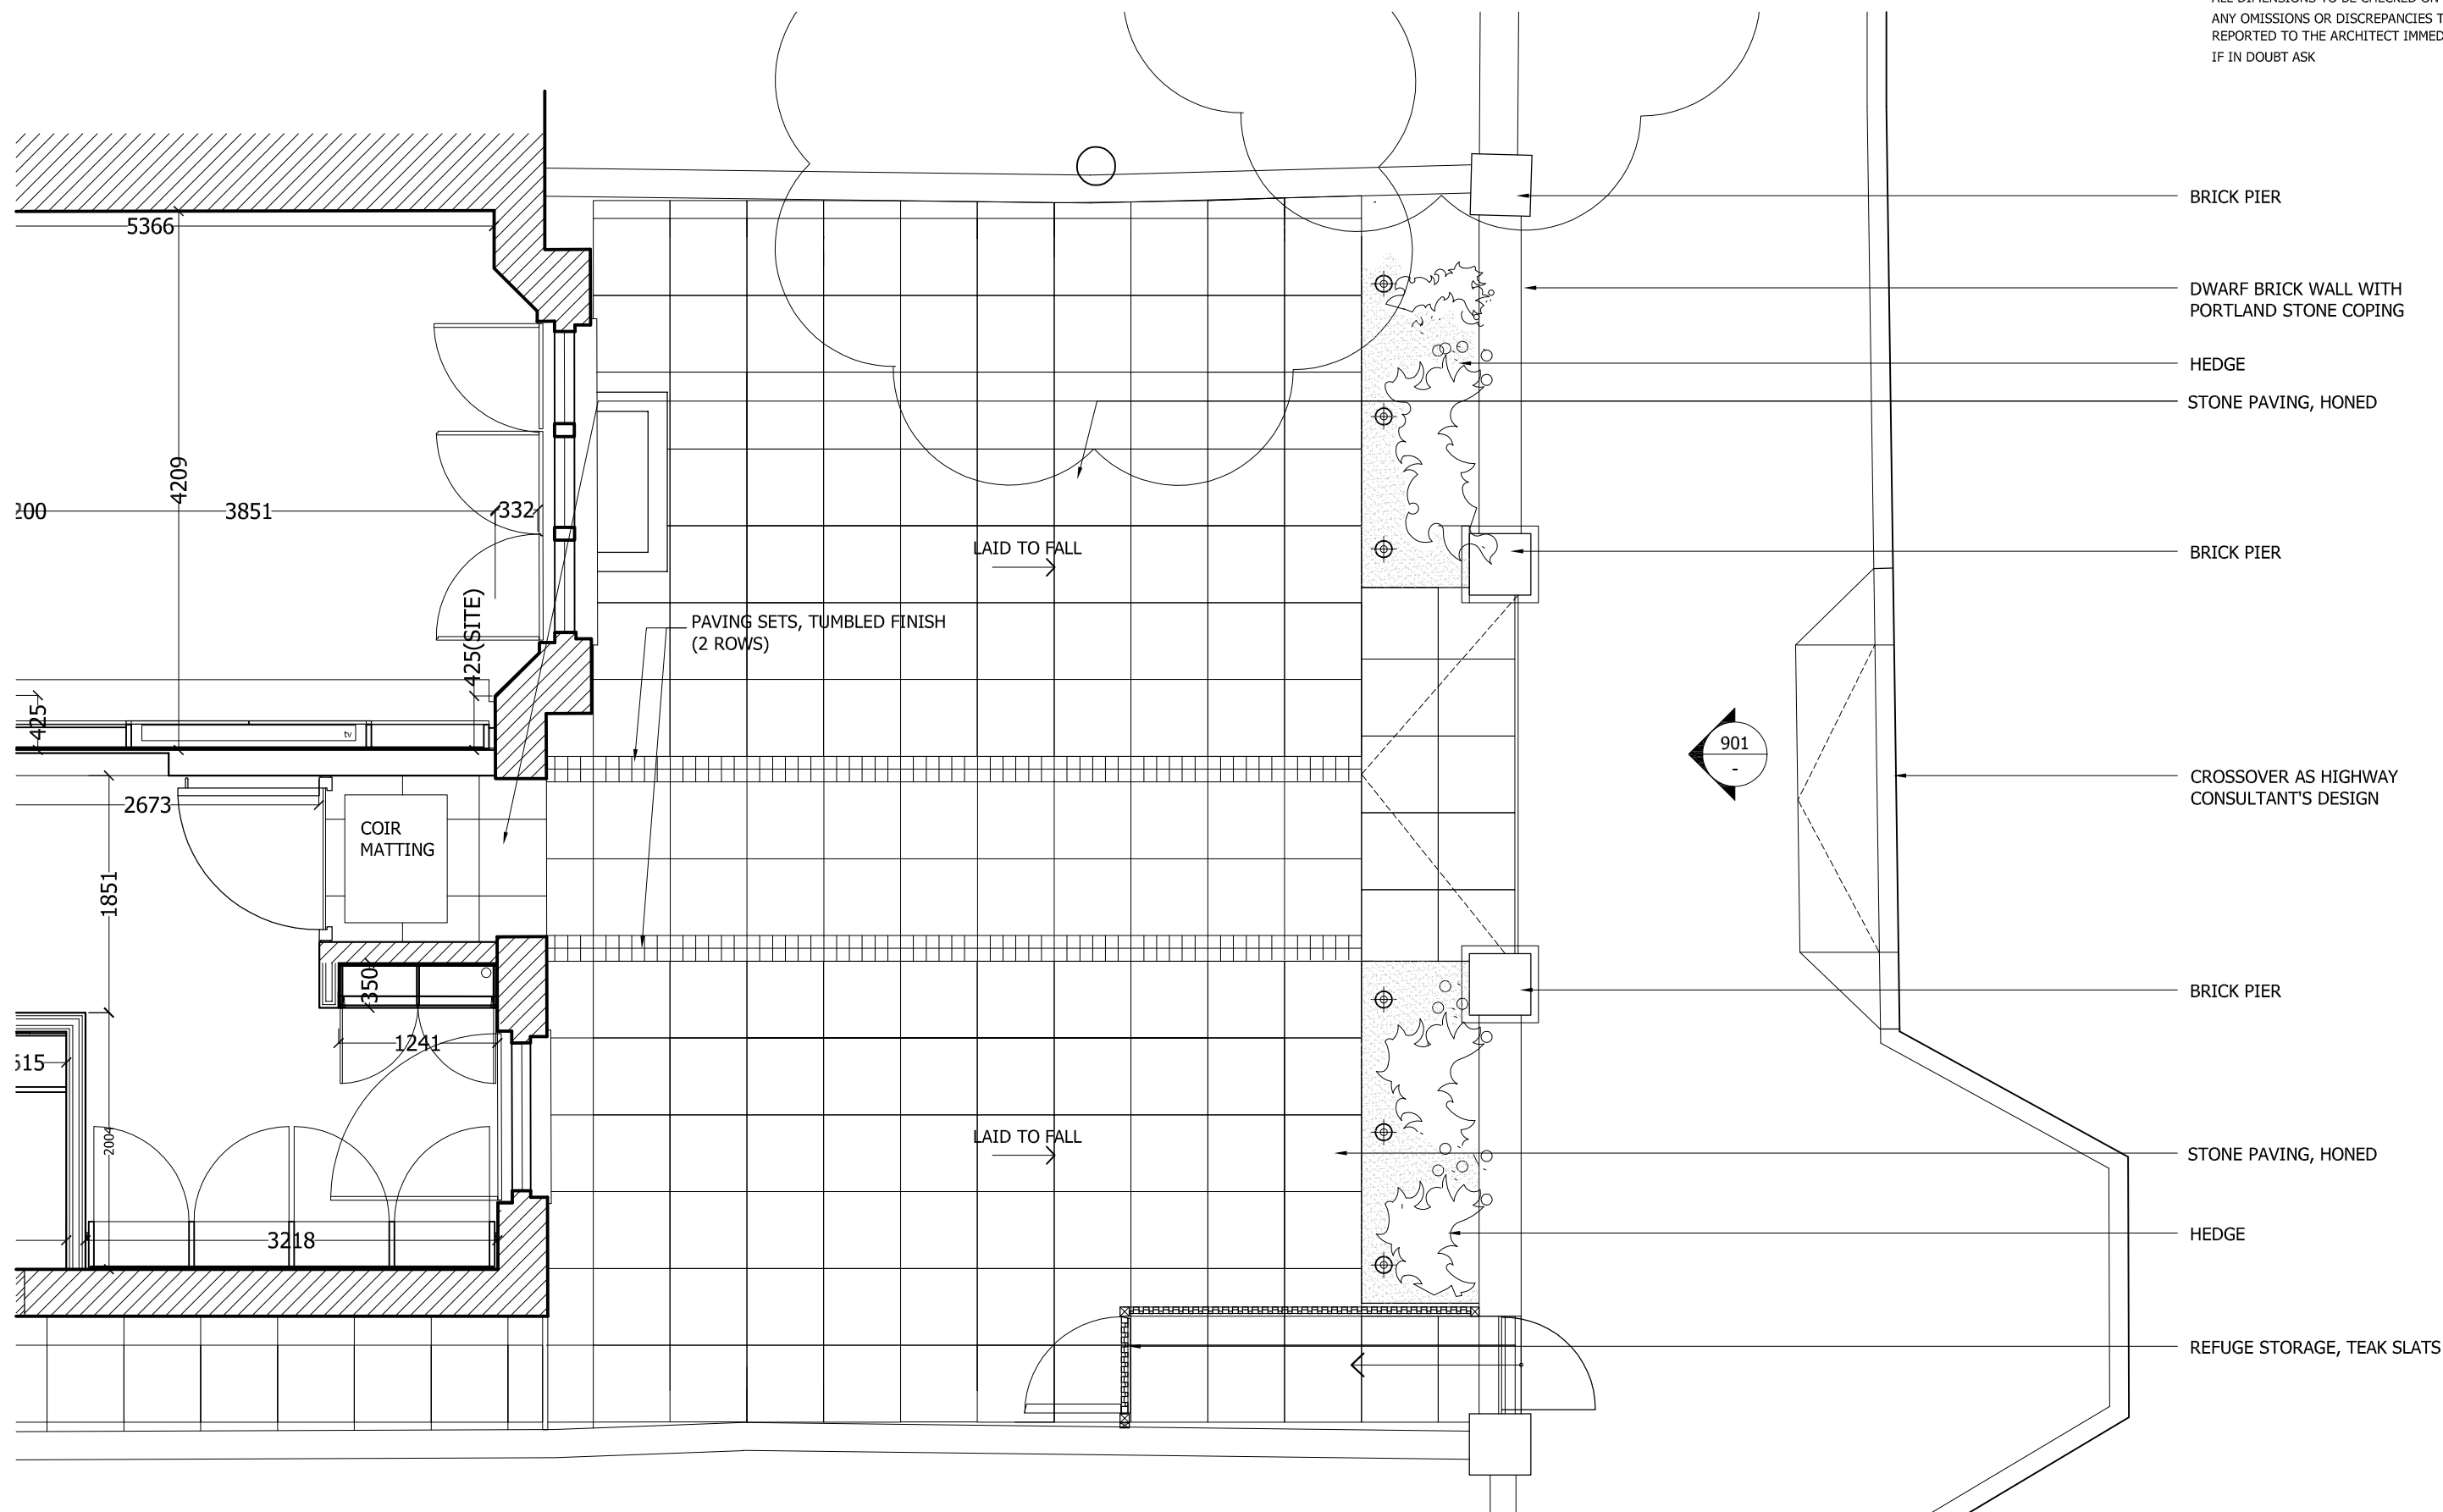 ANY OMISSIONS OR DISCREPANCIES T
REPORTED TO THE ARCHITECT IMMED
IF IN DOUBT ASK
BRICK PIER
5366
DWARF BRICK WALL WITH
PORTLAND STONE COPING
HEDGE
STONE PAVING, HONED
4209
200
3851
332
LAID TO FALL
BRICK PIER
425(SITE)
PAVING SETS, TUMBLED FINISH
(2 ROWS)
425
tv
901
-
CROSSOVER AS HIGHWAY
CONSULTANT'S DESIGN
2673
COIR
MATTING
1851
350
BRICK PIER
1241
615
2004
LAID TO FALL
STONE PAVING, HONED
3218
HEDGE
REFUGE STORAGE, TEAK SLATS